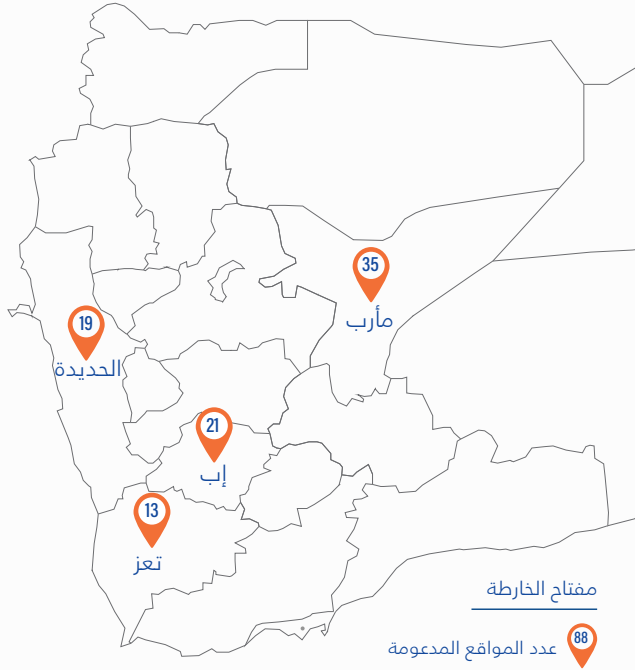 35
مأرب
19
الحديدة
21
إب
13
تعز
مفتاح الخارطة
88 عدد المواقع المدعومة